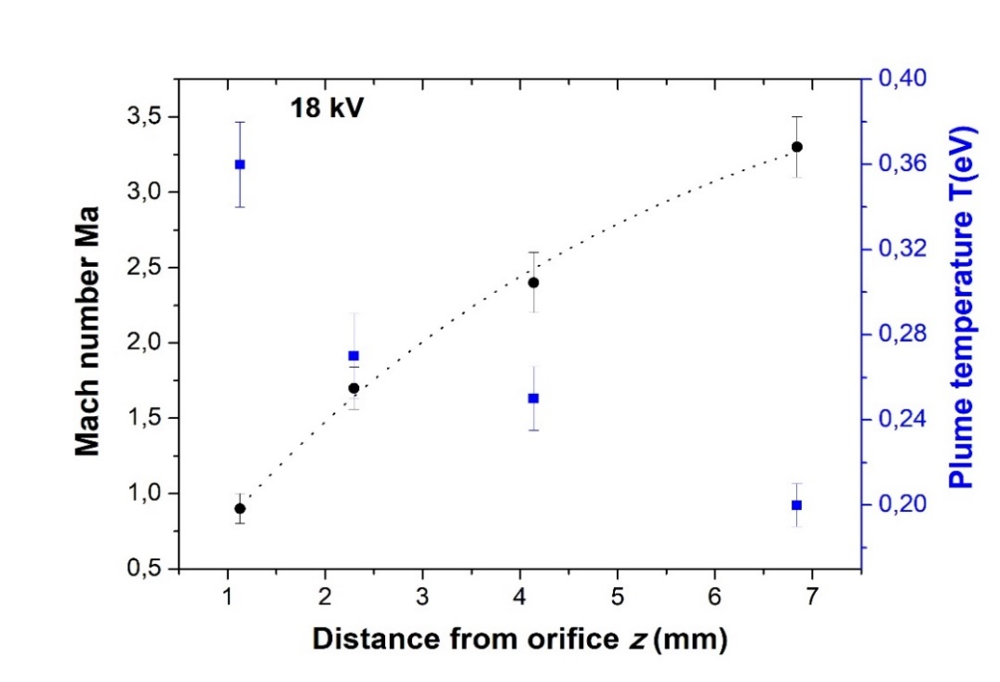 18 kV
Mach number Ma
3,5
3,0
2,5
2,0
1,5
1,0
0,5
0,40
0,36
0,32
0,28
0,24
0,20
Plume temperature T(eV)
1 2 3 4 5 6 7
Distance from orifice z (mm)